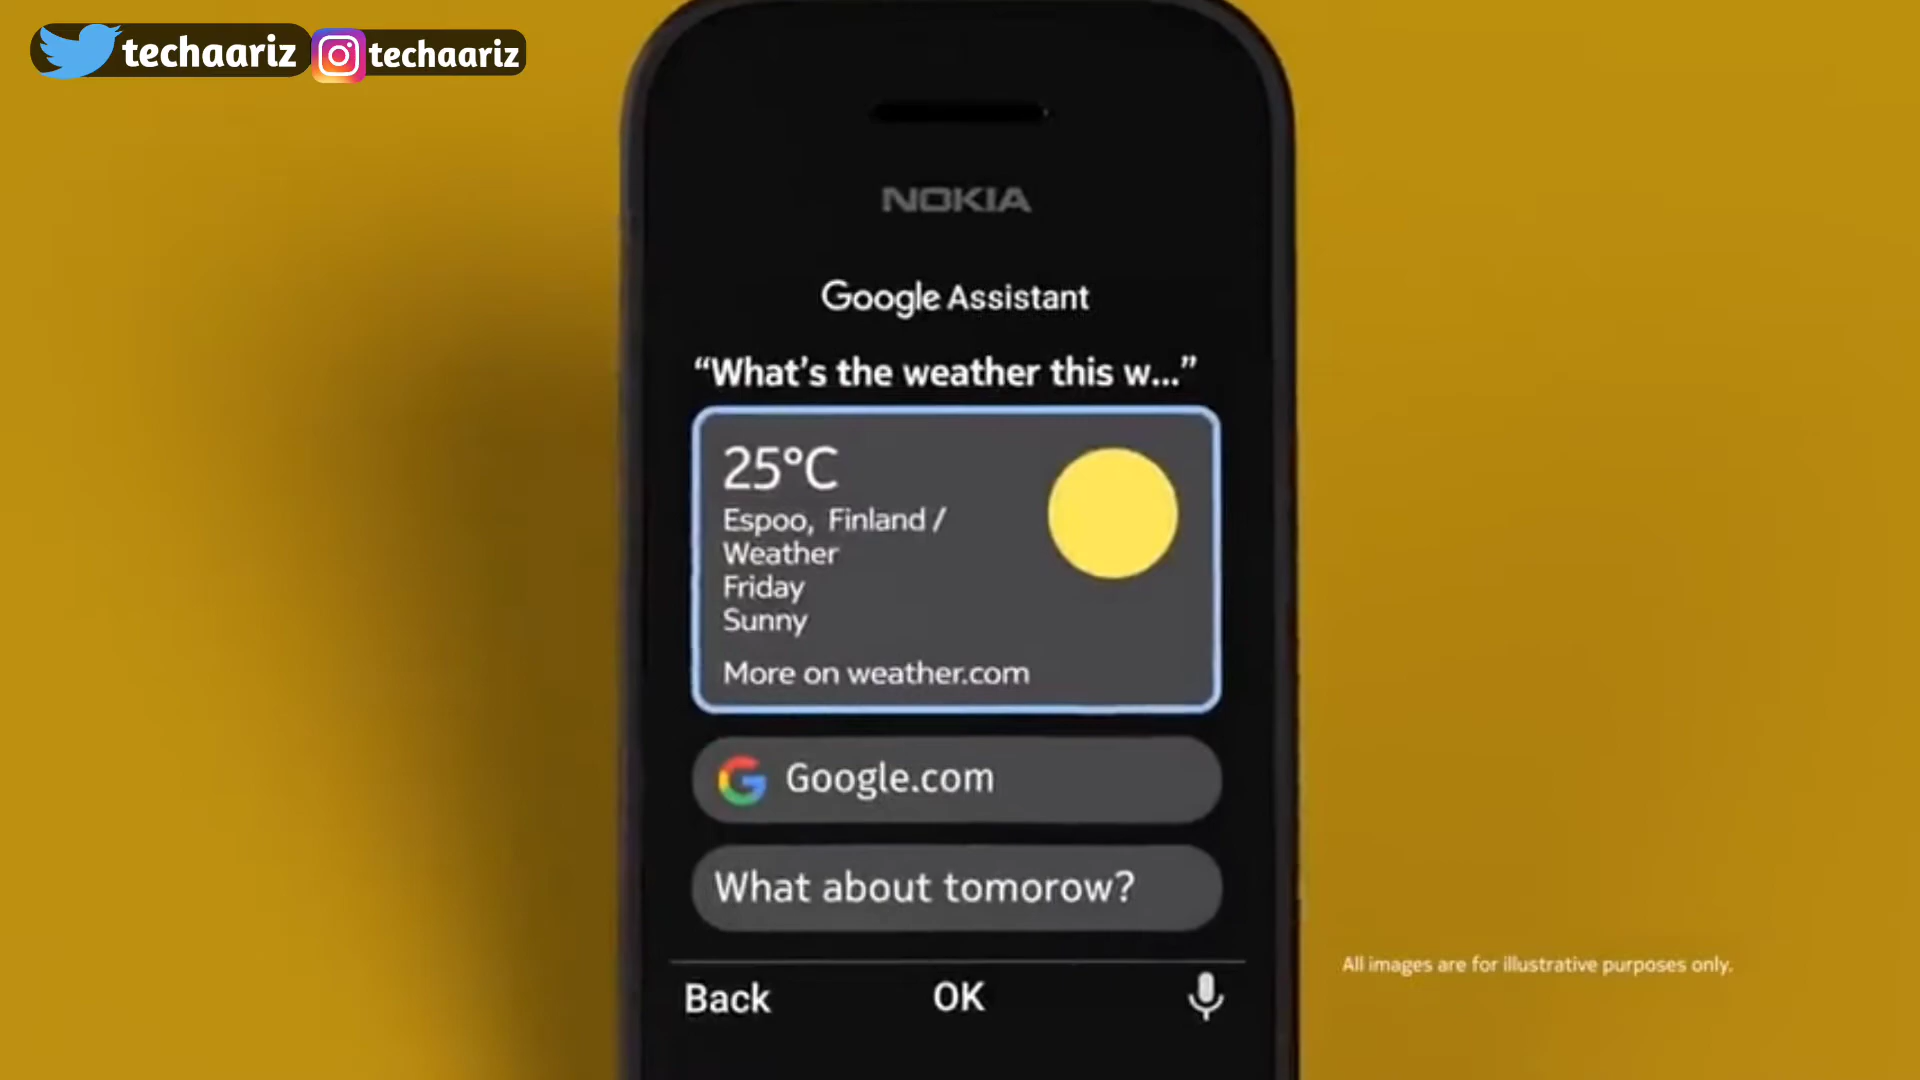 techaariz techaariz
NOKIA
Google Assistant
“What’s the weather this w...”
25°C
Espoo, Finland /
Weather
Friday
Sunny
More on weather.com
Google.com
What about tomorow?
All images are for illustrative purposes only.
Back OK